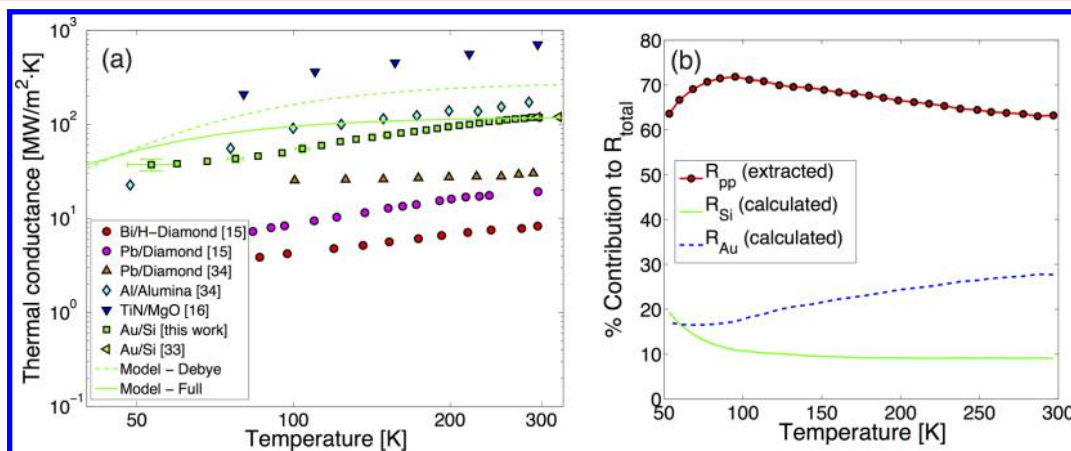 (a)
Thermal conductance [MW/m²·K]
10³
10²
10¹
10⁰
10⁻¹
Bi/H-Diamond [15]
Pb/Diamond [15]
Pb/Diamond [34]
Al/Alumina [34]
TiN/MgO [16]
Au/Si [this work]
Au/Si [33]
Model – Debye
Model – Full
50
100
200
300
Temperature [K]
(b)
% Contribution to R_total
80
70
60
50
40
30
20
10
0
R_pp (extracted)
R_Si (calculated)
R_Au (calculated)
50
100
150
200
250
300
Temperature [K]